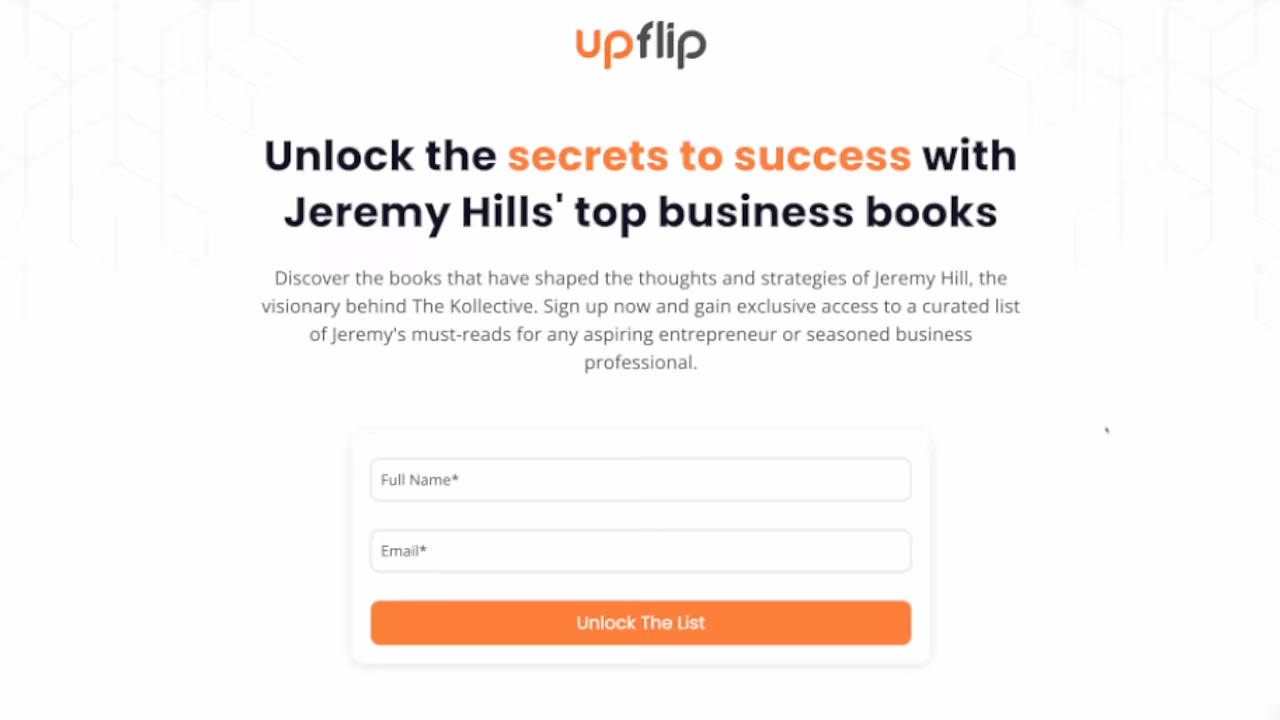 upflip
Unlock the secrets to success with
Jeremy Hills' top business books
Discover the books that have shaped the thoughts and strategies of Jeremy Hill, the
visionary behind The Kollective. Sign up now and gain exclusive access to a curated list
of Jeremy's must-reads for any aspiring entrepreneur or seasoned business
professional.
Full Name*
Email*
Unlock The List